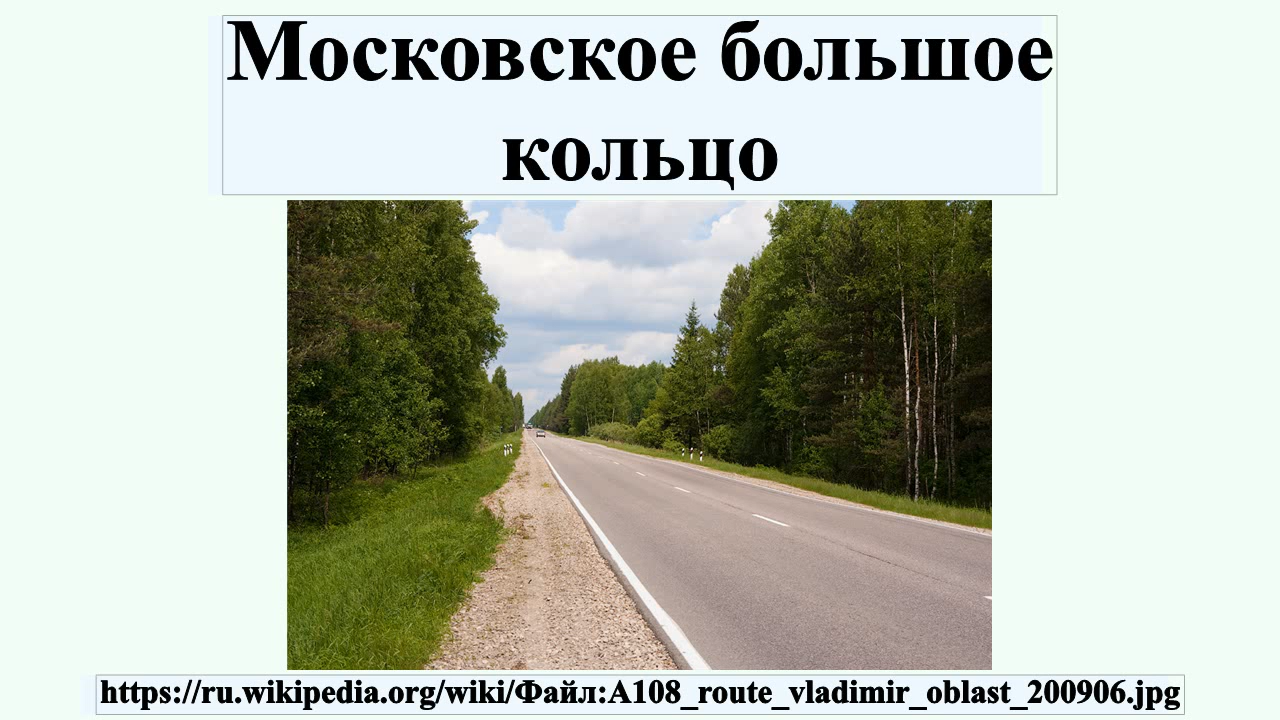 Московское большое
кольцо
https://ru.wikipedia.org/wiki/Файл:A108_route_vladimir_oblast_200906.jpg